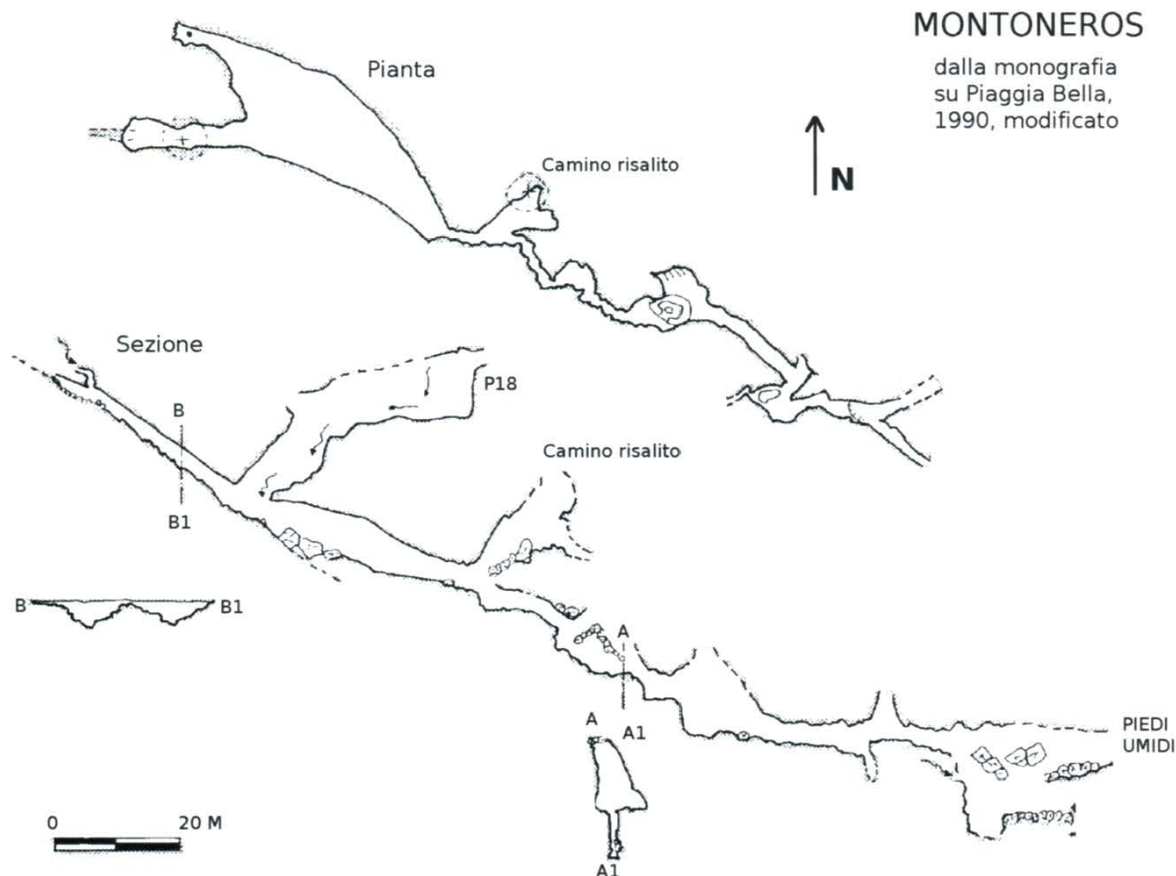 MONTONEROS
dalla monografia
su Piaggia Bella,
1990, modificato
Pianta
Camino risalito
N
Sezione
P18
B
B1
Camino risalito
B
B1
A
A
A1
PIEDI
UMIDI
0 20 M
A1